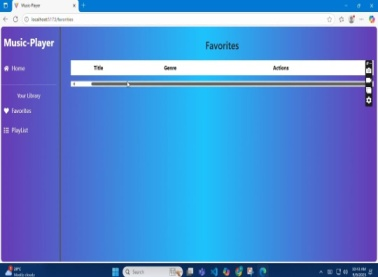 Music Player
localhost:5173/favorites
Music-Player
Favorites
Home
Title Genre Actions
Your Library
Favorites
PlayList
Search